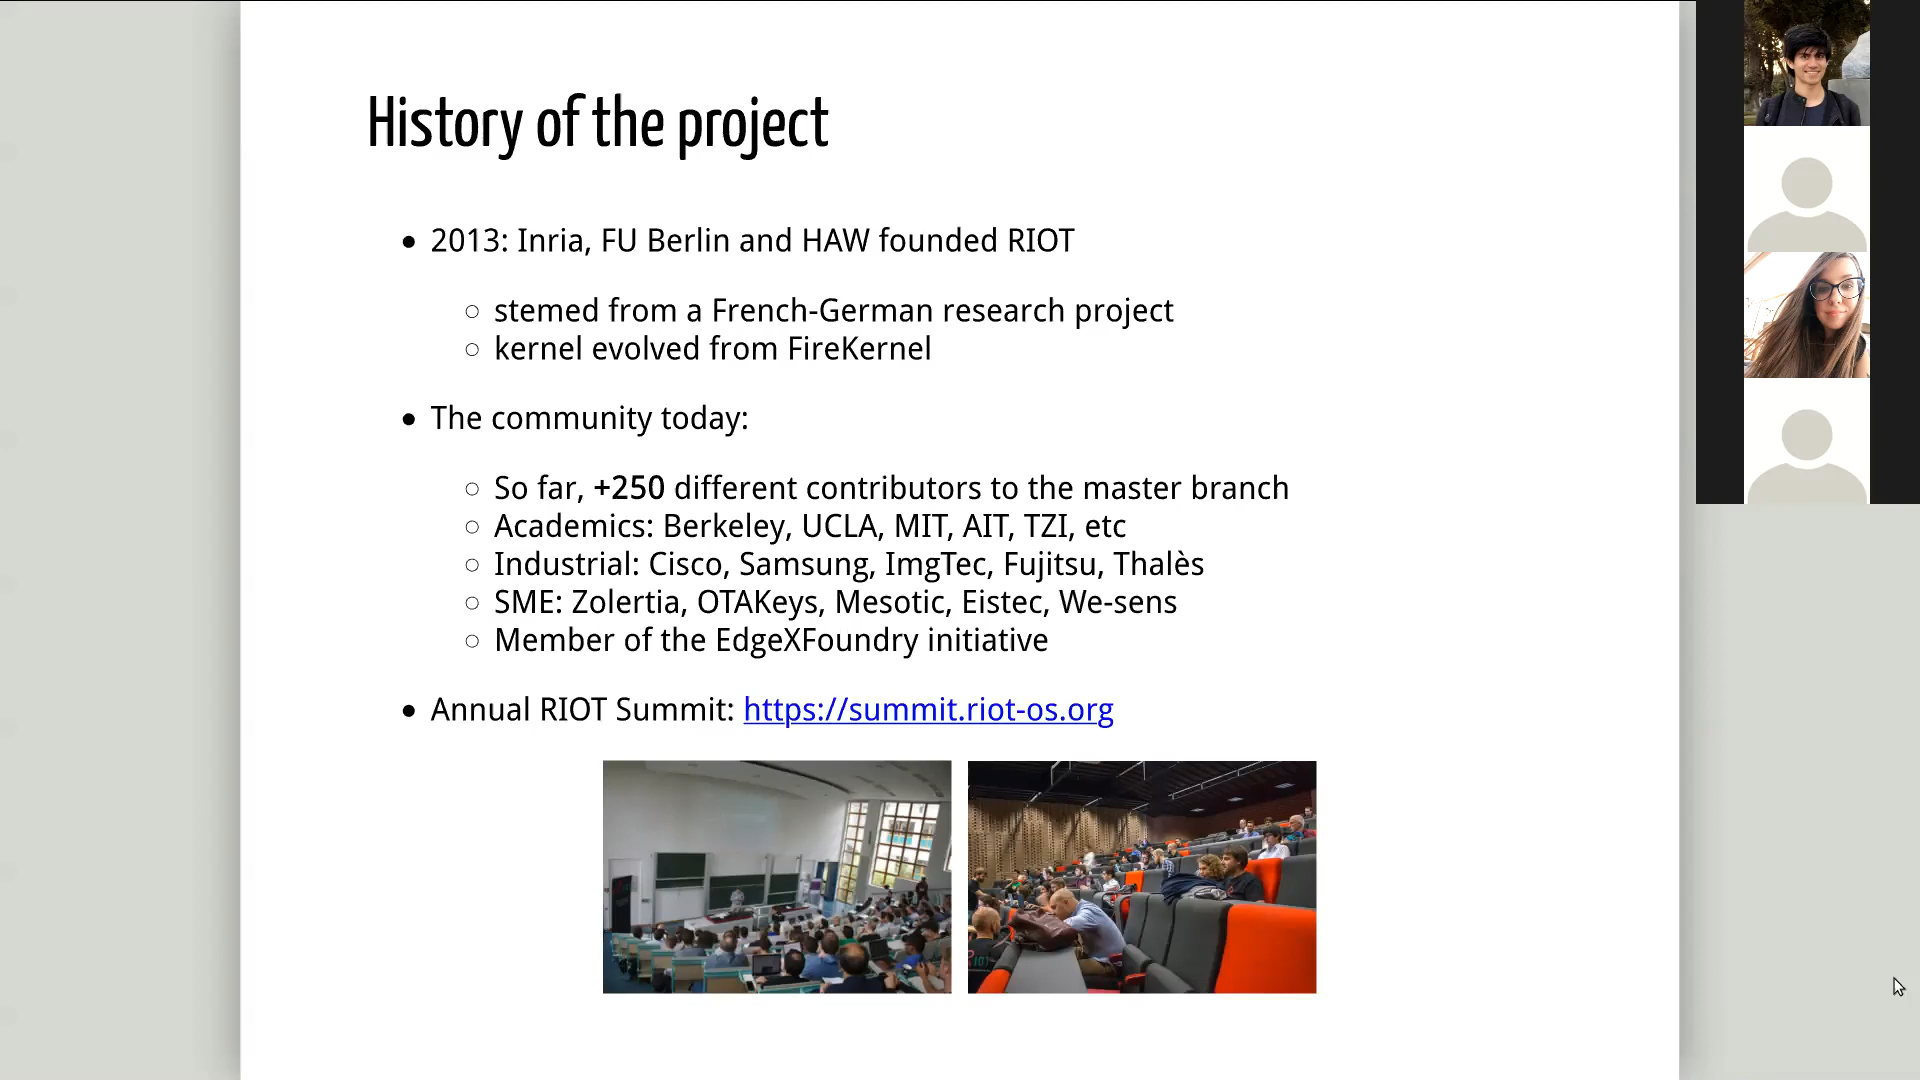 History of the project
• 2013: Inria, FU Berlin and HAW founded RIOT
○ stemed from a French-German research project
○ kernel evolved from FireKernel
• The community today:
○ So far, +250 different contributors to the master branch
○ Academics: Berkeley, UCLA, MIT, AIT, TZI, etc
○ Industrial: Cisco, Samsung, ImgTec, Fujitsu, Thalès
○ SME: Zolertia, OTAKeys, Mesotic, Eistec, We-sens
○ Member of the EdgeXFoundry initiative
• Annual RIOT Summit: https://summit.riot-os.org